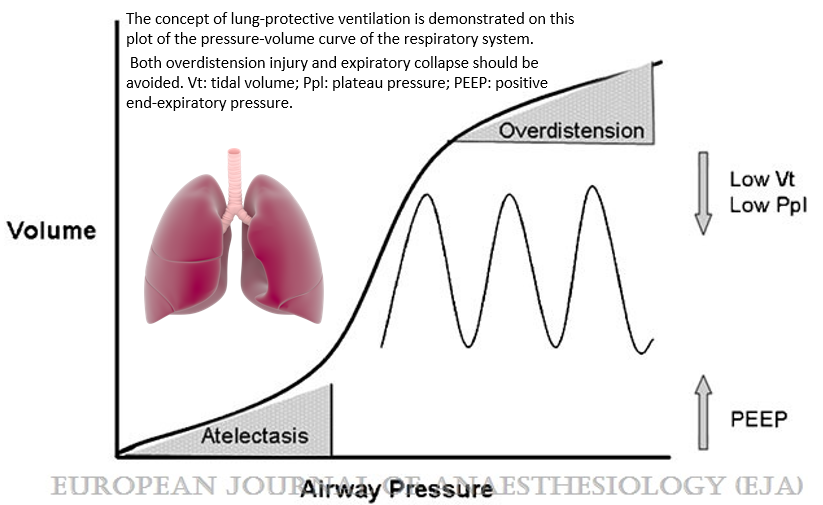 The concept of lung-protective ventilation is demonstrated on this
plot of the pressure-volume curve of the respiratory system.
Both overdistension injury and expiratory collapse should be
avoided. Vt: tidal volume; Ppl: plateau pressure; PEEP: positive
end-expiratory pressure.
Overdistension
Low Vt
Low Ppl
Volume
PEEP
Atelectasis
EUROPEAN JOURNAL OF ANAESTHESIOLOGY (EJA)
Airway Pressure